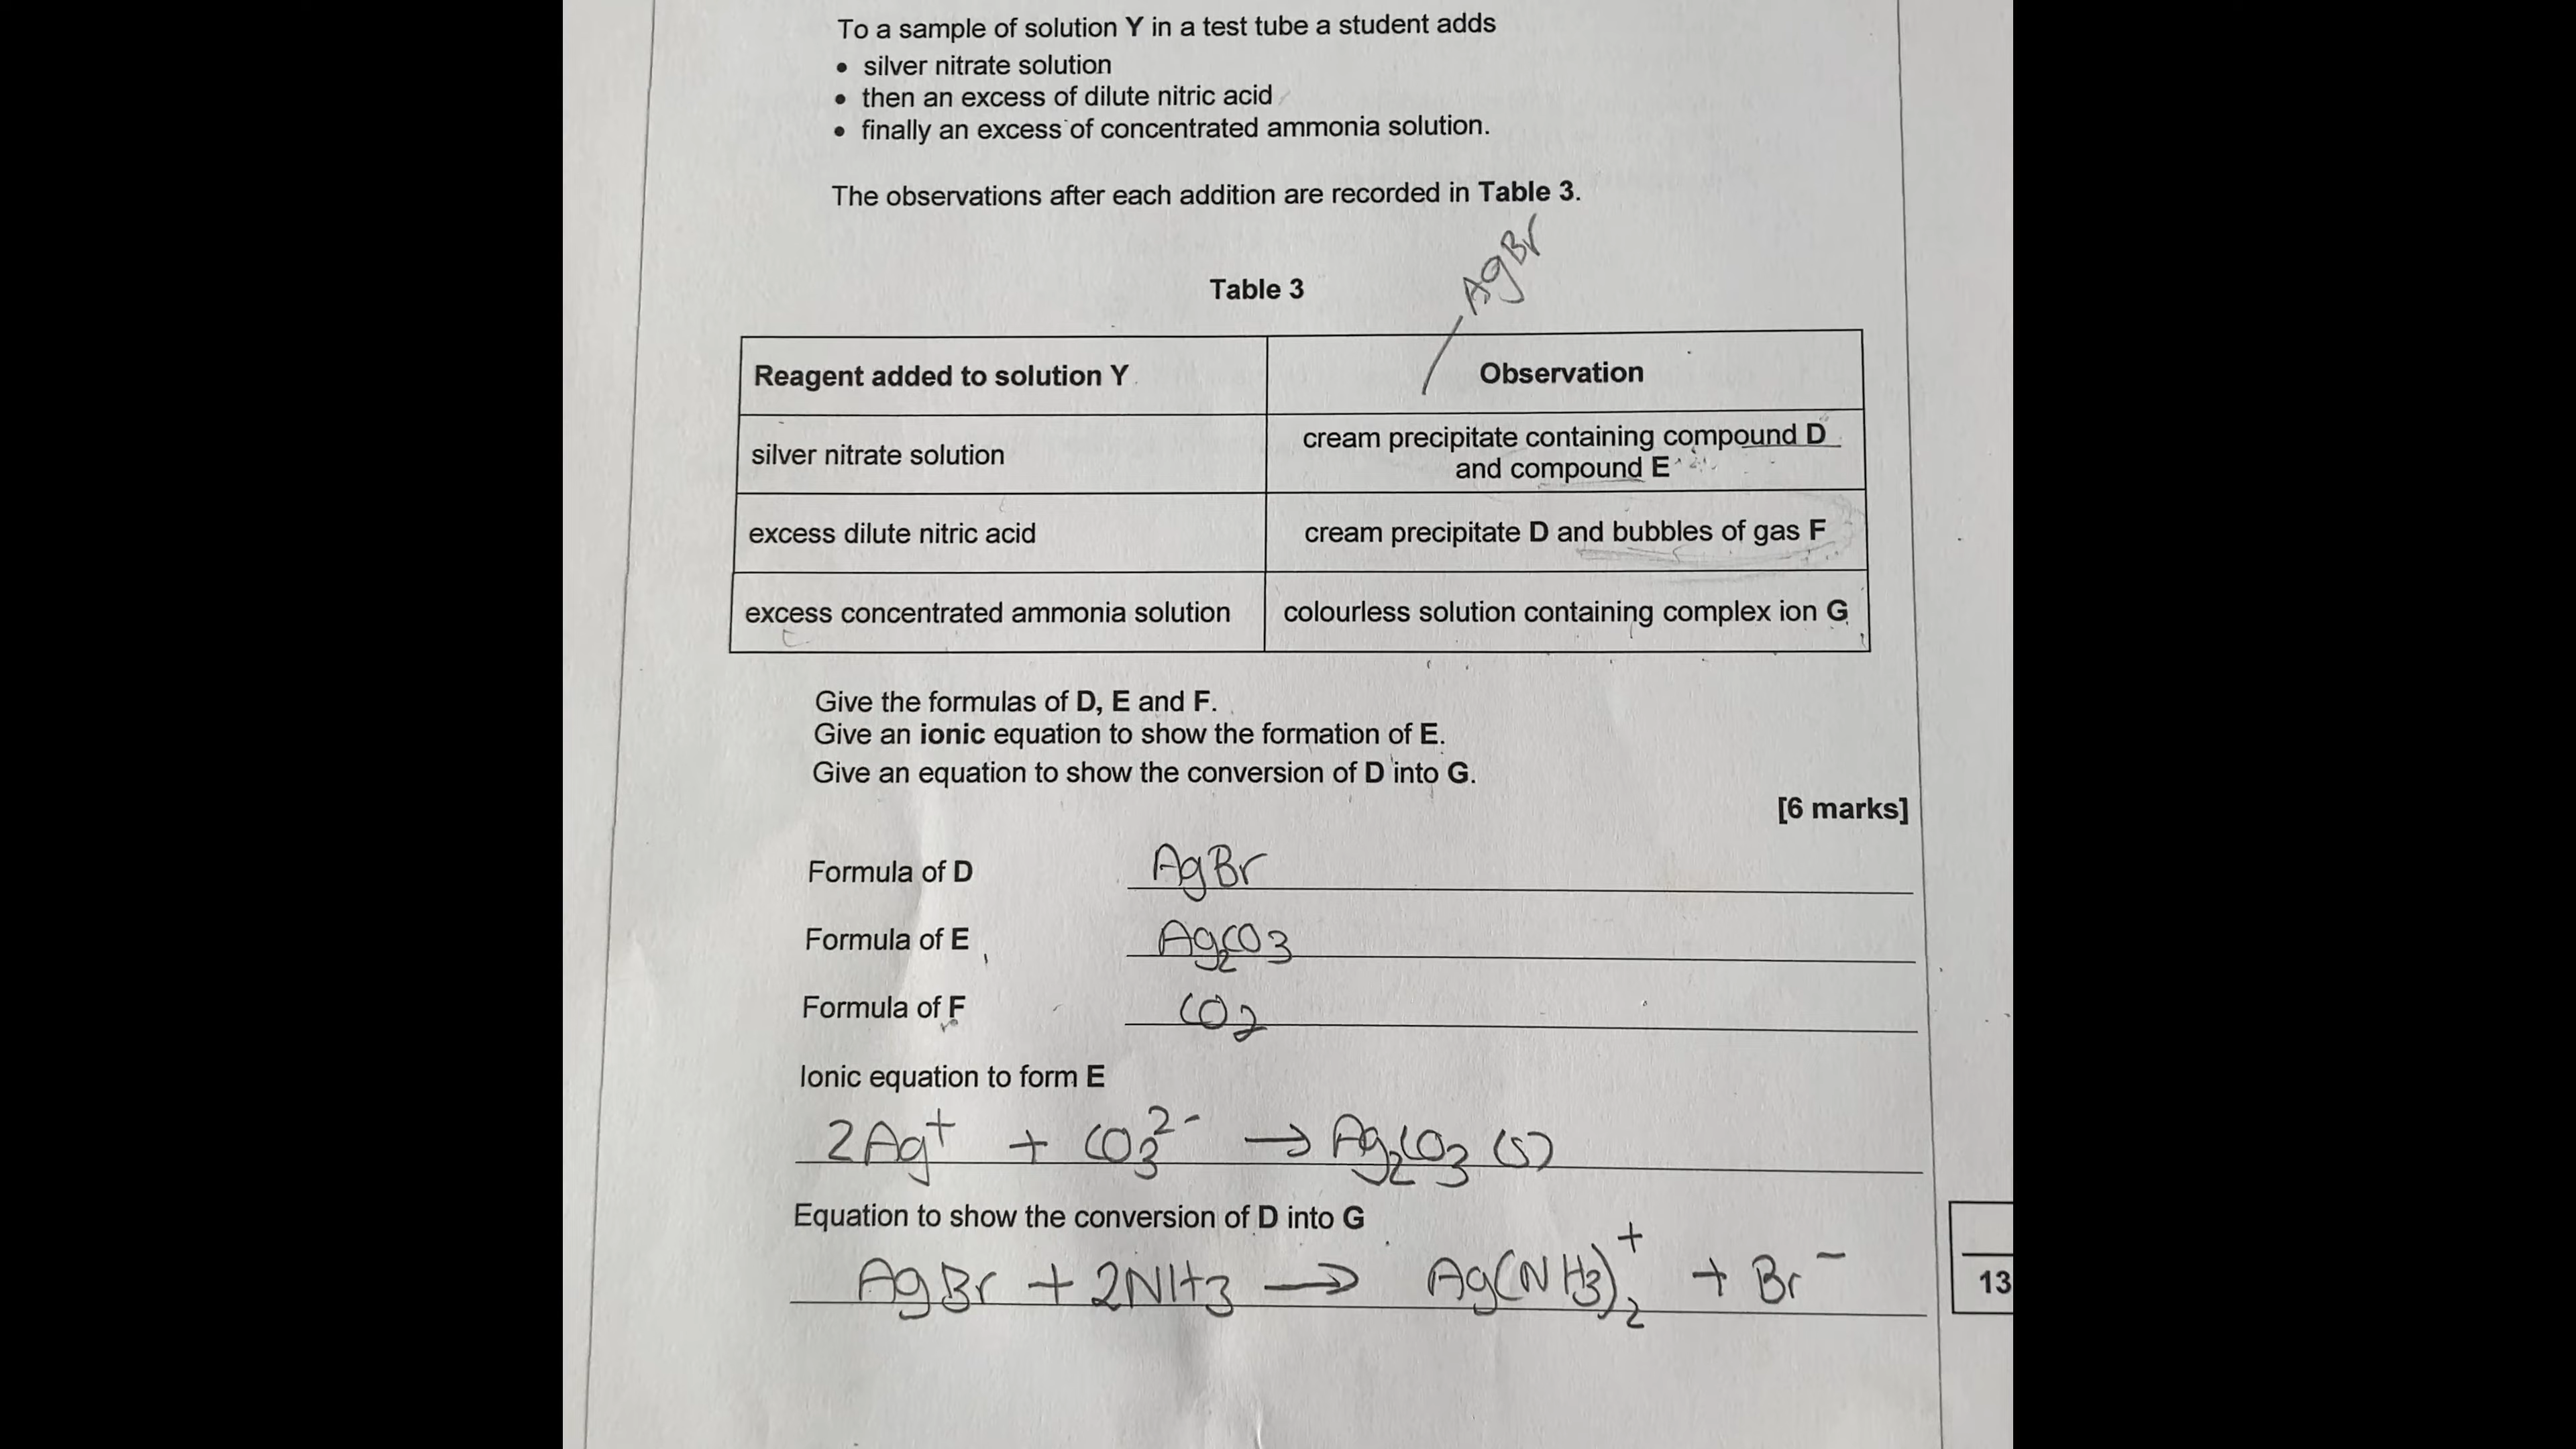 To a sample of solution Y in a test tube a student adds
• silver nitrate solution
• then an excess of dilute nitric acid
• finally an excess of concentrated ammonia solution.
The observations after each addition are recorded in Table 3.
AgBr
Table 3
Reagent added to solution Y Observation
silver nitrate solution cream precipitate containing compound D and compound E
excess dilute nitric acid cream precipitate D and bubbles of gas F
excess concentrated ammonia solution colourless solution containing complex ion G
Give the formulas of D, E and F.
Give an ionic equation to show the formation of E.
Give an equation to show the conversion of D into G.
[6 marks]
Formula of D AgBr
Formula of E Ag₂CO₃
Formula of F CO₂
Ionic equation to form E
2Ag⁺ + CO₃²⁻ → Ag₂CO₃ (s)
Equation to show the conversion of D into G
AgBr + 2NH₃ → Ag(NH₃)₂⁺ + Br⁻
13